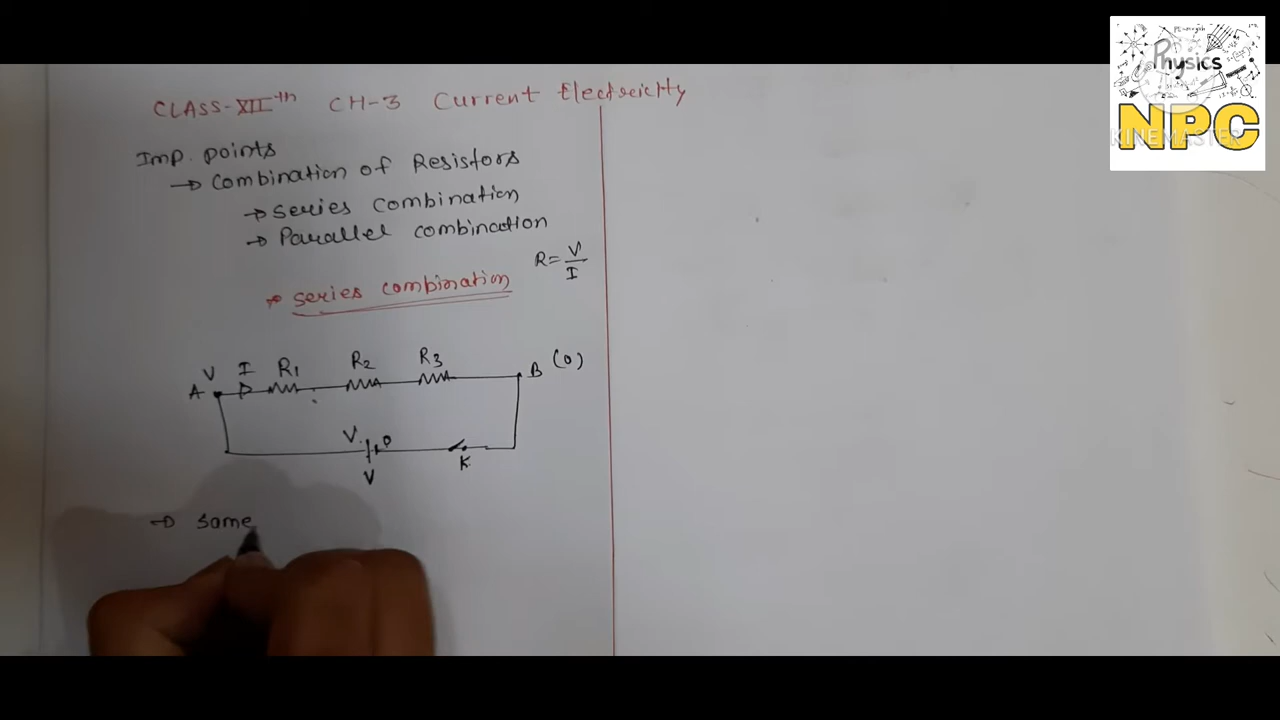 Physics
NPC
KINEMASTER
CLASS-XIIth CH-3 Current Electricity
Imp. points
→ Combination of Resistors
→ Series combination
→ Parallel combination
R = V/I
* Series combination
V I R1 R2 R3
A B (0)
V 0
V K
→ Same